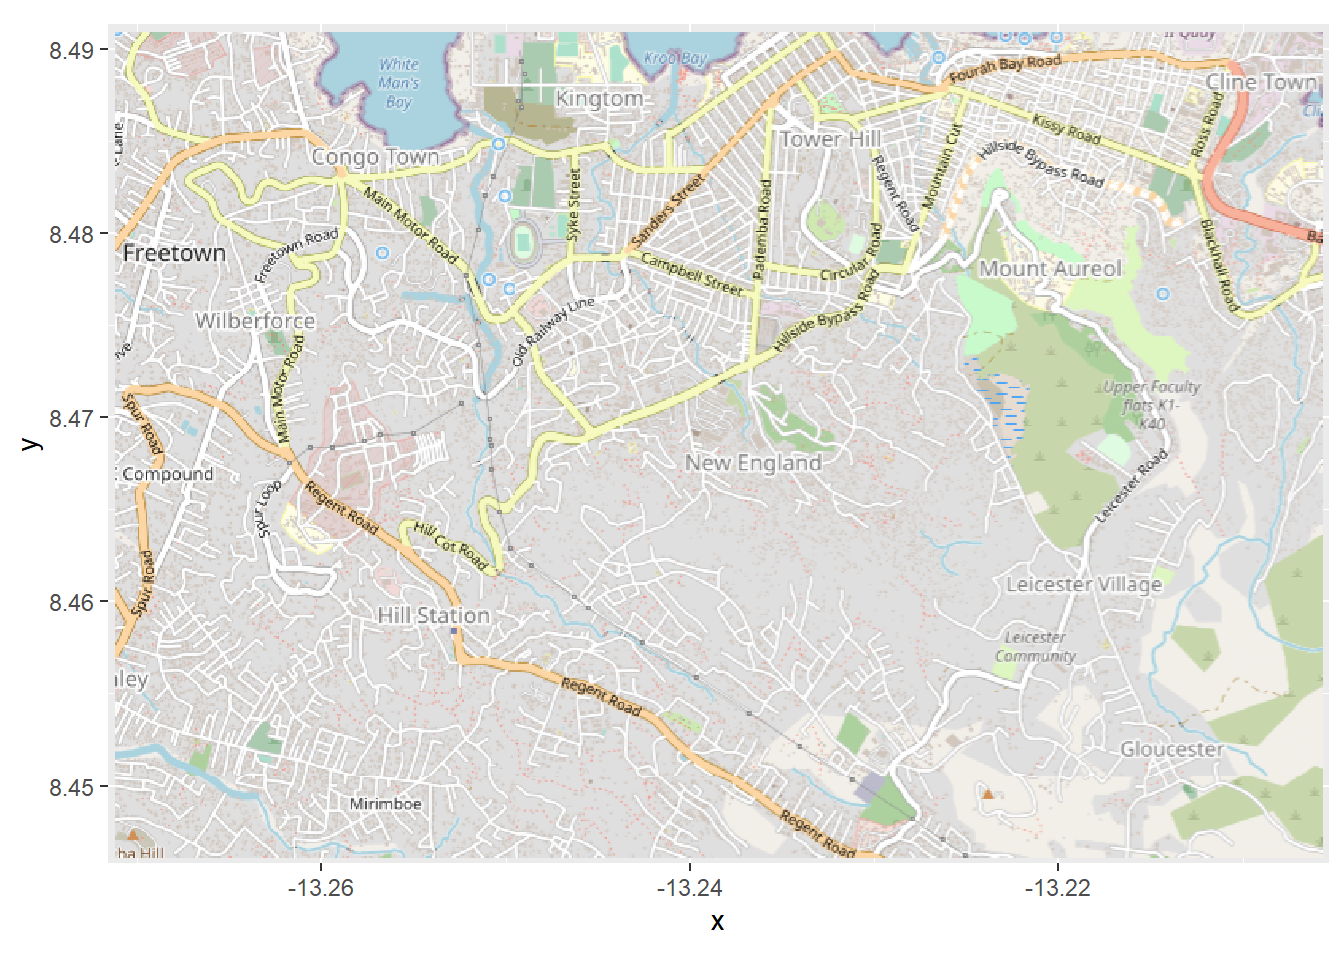 8.49
8.48
8.47
8.46
8.45
y
White
Man's
Bay
Kroo Bay
Kingtom
Fourah Bay Road
Cline Town
Tower Hill
Kissy Road
Ross Road
Lane
Congo Town
Mountain Cut
Hillside Bypass Road
Regent Road
Main Motor Road
Syke Street
Sanders Street
Pademba Road
Freetown
Freetown Road
Campbell Street
Circular Road
Mount Aureol
Blackhall Road
Wilberforce
Old Railway Line
Hillside Bypass Road
Main Motor Road
Upper Faculty
flats K1-
K40
Spur Road
Compound
New England
Leicester Road
Spur Loop
Regent Road
Hill Cot Road
Spur Road
Leicester Village
Hill Station
Leicester
Community
Regent Road
Gloucester
Mirimboe
Regent Road
-13.26
-13.24
-13.22
x